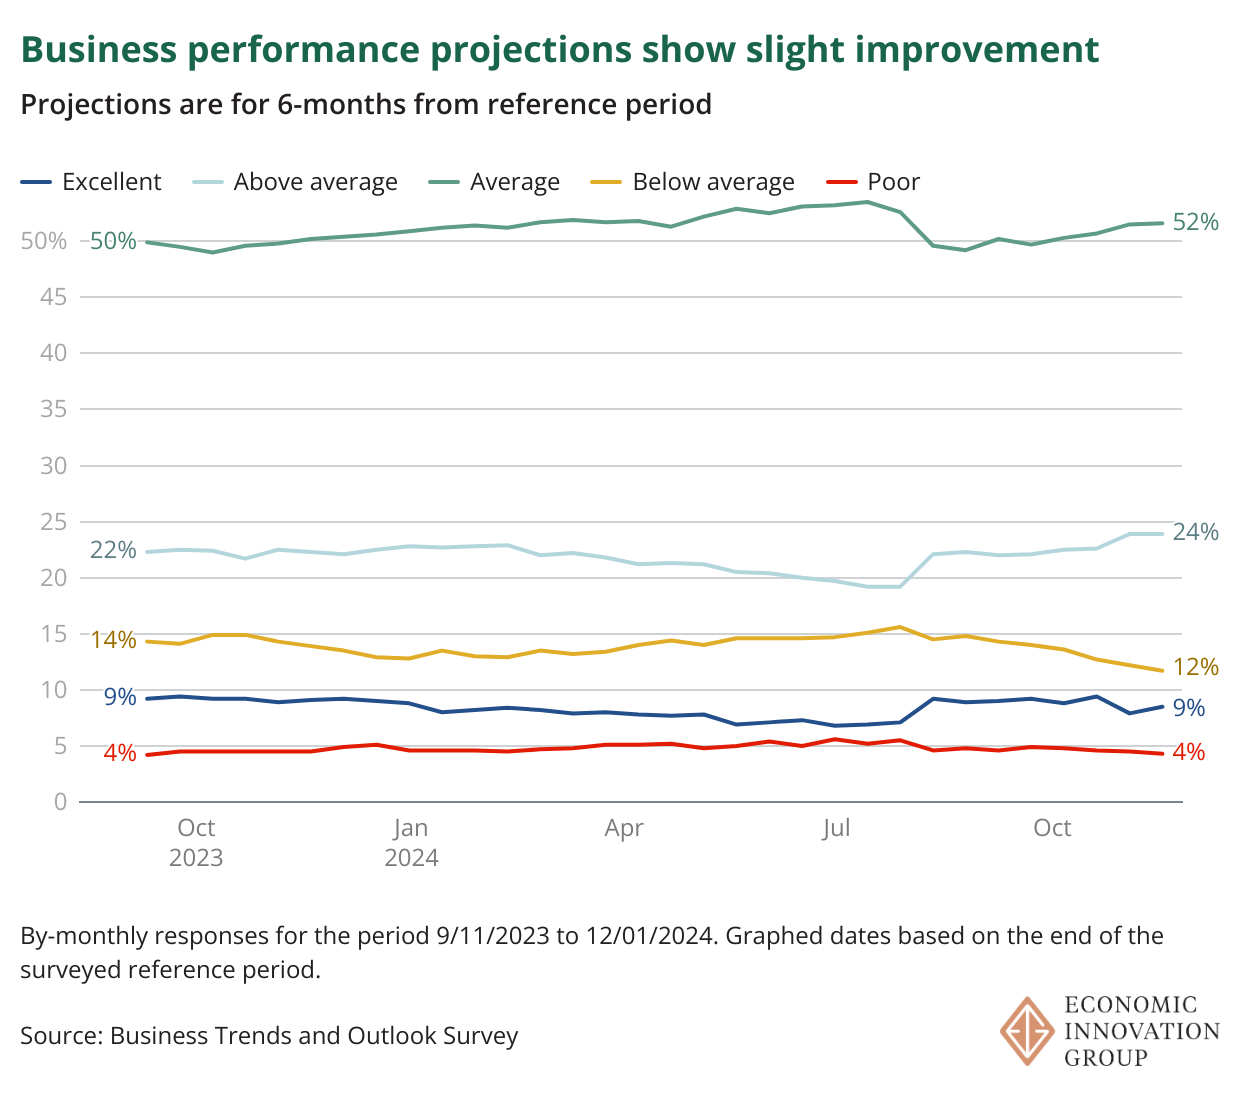 Business performance projections show slight improvement
Projections are for 6-months from reference period
Excellent Above average Average Below average Poor
50% 50% 52%
45
40
35
30
25
22% 24%
20
15 14%
12%
10 9% 9%
5 4% 4%
0
Oct Jan Apr Jul Oct
2023 2024
By-monthly responses for the period 9/11/2023 to 12/01/2024. Graphed dates based on the end of the
surveyed reference period.
Source: Business Trends and Outlook Survey
ECONOMIC
INNOVATION
GROUP